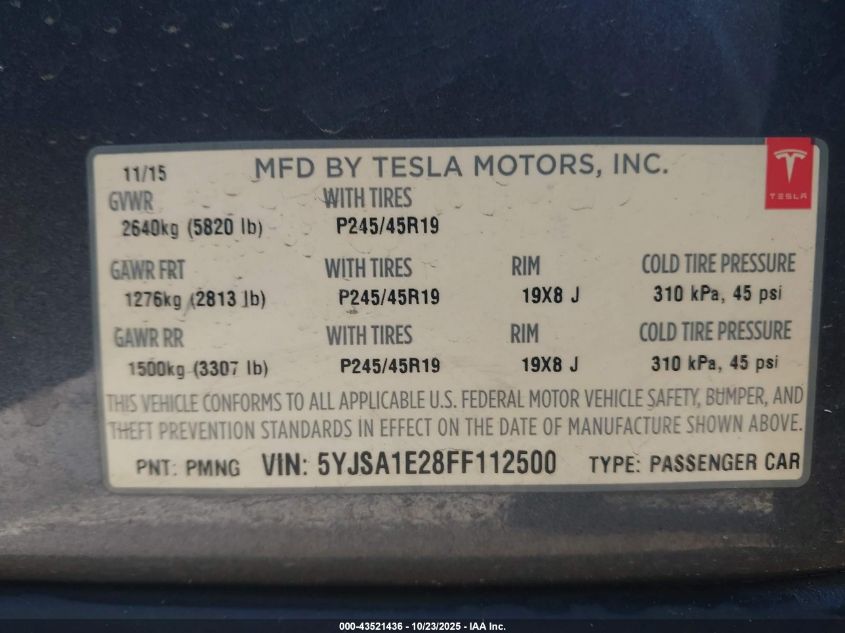 11/15 MFD BY TESLA MOTORS, INC.
TESLA
GVWR WITH TIRES
2640kg (5820 lb) P245/45R19
GAWR FRT WITH TIRES RIM COLD TIRE PRESSURE
1276kg (2813 lb) P245/45R19 19X8 J 310 kPa, 45 psi
GAWR RR WITH TIRES RIM COLD TIRE PRESSURE
1500kg (3307 lb) P245/45R19 19X8 J 310 kPa, 45 psi
THIS VEHICLE CONFORMS TO ALL APPLICABLE U.S. FEDERAL MOTOR VEHICLE SAFETY, BUMPER, AND
THEFT PREVENTION STANDARDS IN EFFECT ON THE DATE OF MANUFACTURE SHOWN ABOVE.
PNT: PMNG VIN: 5YJSA1E28FF112500 TYPE: PASSENGER CAR
000-43521436 - 10/23/2025 - IAA Inc.